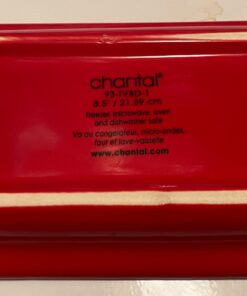 chantal®
93-TYBD-1
8.5" / 21.59 cm
freezer, microwave, oven
and dishwasher safe
Va au congélateur, micro-ondes,
four et lave-vaisselle
www.chantal.com